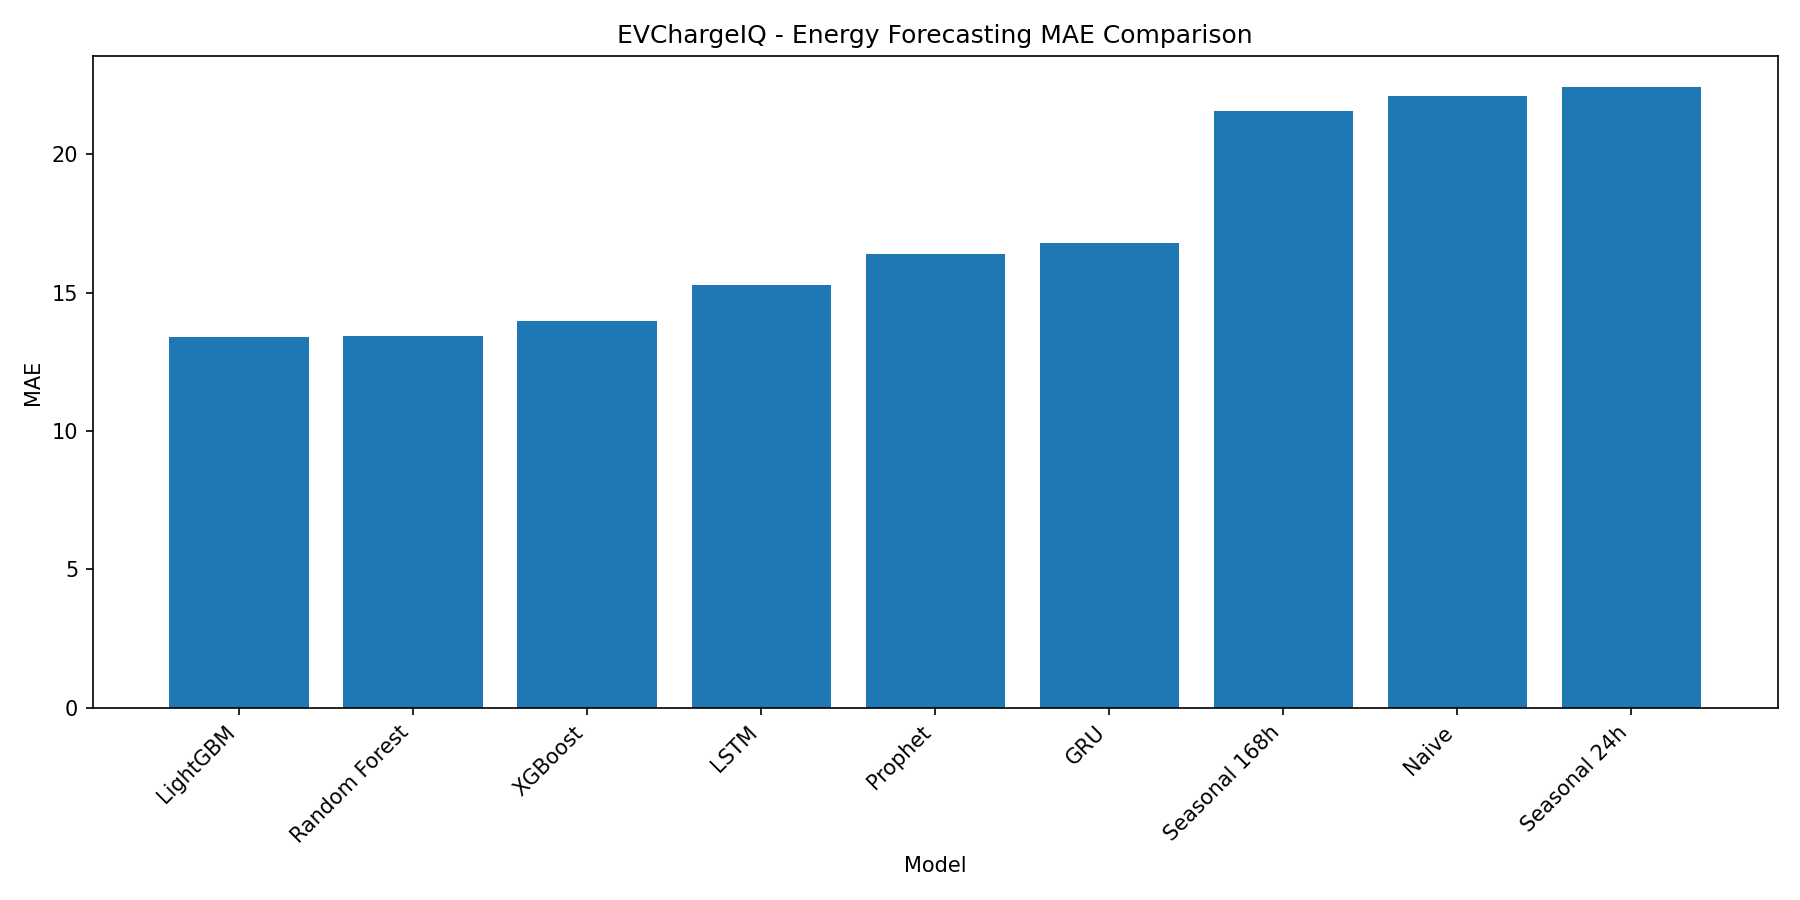 EVChargeIQ - Energy Forecasting MAE Comparison
MAE
20
15
10
5
0
LightGBM
Random Forest
XGBoost
LSTM
Prophet
GRU
Seasonal 168h
Naive
Seasonal 24h
Model